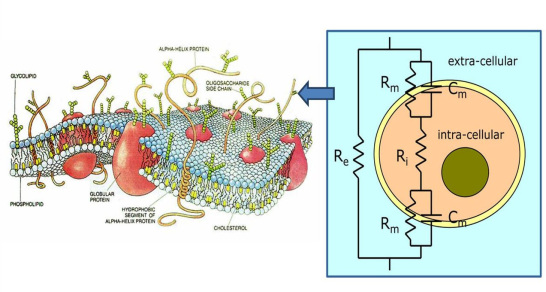 ALPHA-HELIX PROTEIN
GLYCOLIPID
OLIGOSACCHARIDE
SIDE CHAIN
PHOSPHOLIPID
GLOBULAR
PROTEIN
HYDROPHOBIC
SEGMENT OF
ALPHA-HELIX PROTEIN
CHOLESTEROL
extra-cellular
Rm
Cm
intra-cellular
Re
Ri
Rm
Cm